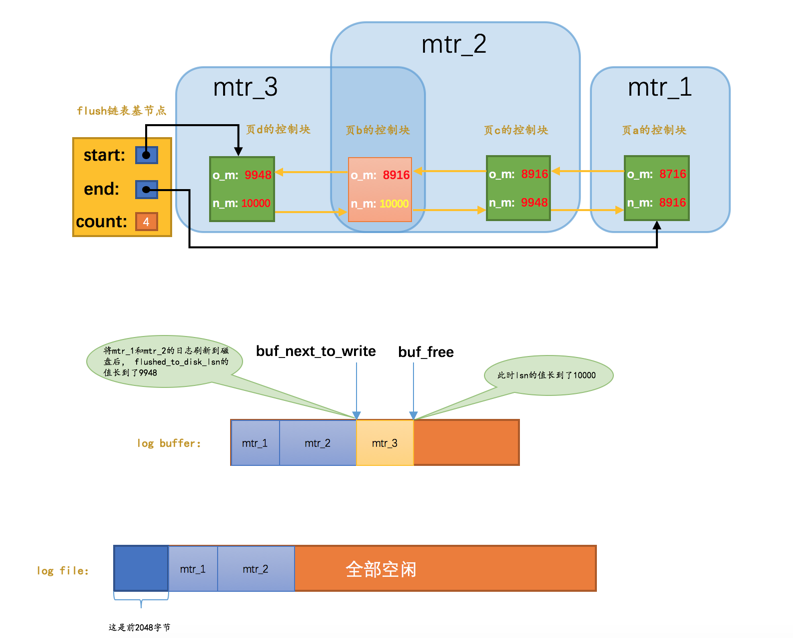 mtr_2
mtr_3
mtr_1
flush链表基节点
页d的控制块
页b的控制块
页c的控制块
页a的控制块
start:
end:
count: 4
o_m: 9948
n_m: 10000
o_m: 8916
n_m: 10000
o_m: 8916
n_m: 9948
o_m: 8716
n_m: 8916
将mtr_1和mtr_2的日志刷新到磁
盘后， flushed_to_disk_lsn的
值长到了9948
buf_next_to_write
buf_free
此时lsn的值长到了10000
log buffer:
mtr_1
mtr_2
mtr_3
log file:
mtr_1
mtr_2
全部空闲
这是前2048字节